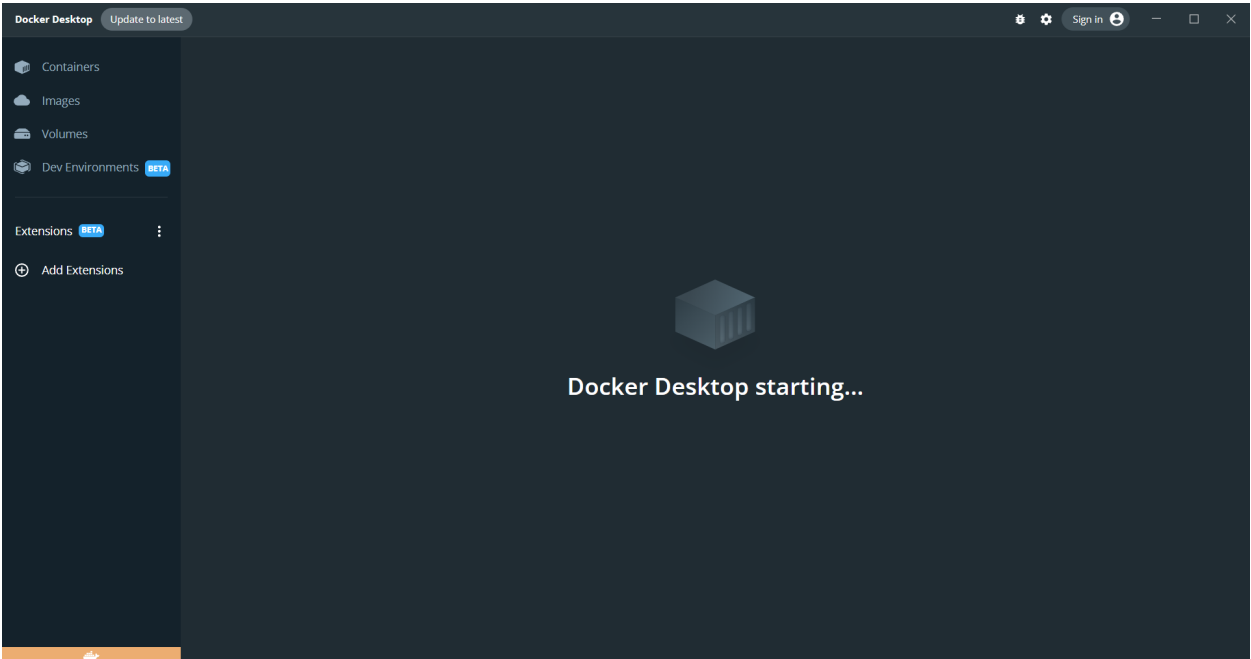 Docker Desktop Update to latest Sign in
Containers
Images
Volumes
Dev Environments BETA
Extensions BETA
Add Extensions
Docker Desktop starting...